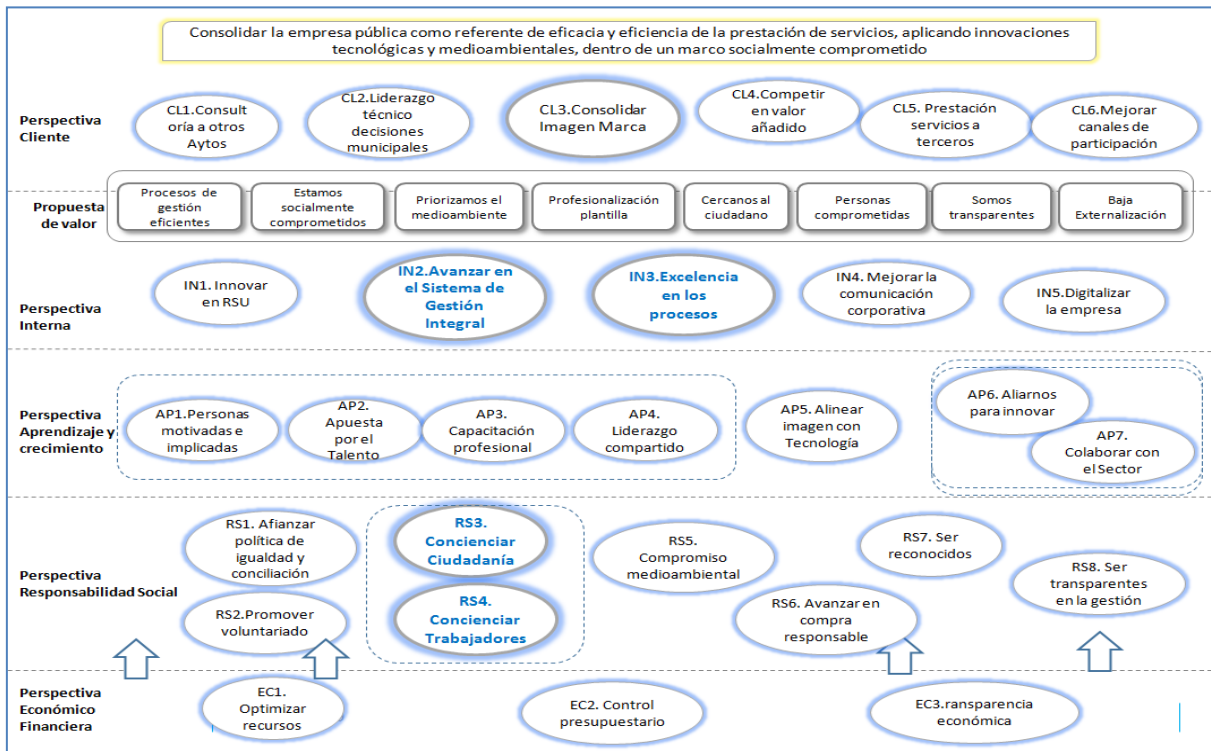 Consolidar la empresa pública como referente de eficacia y eficiencia de la prestación de servicios, aplicando innovaciones
tecnológicas y medioambientales, dentro de un marco socialmente comprometido
Perspectiva
Cliente
CL1.Consult
oría a otros
Aytos
CL2.Liderazgo
técnico
decisiones
municipales
CL3.Consolidar
Imagen Marca
CL4.Competir
en valor
añadido
CL5. Prestación
servicios a
terceros
CL6.Mejorar
canales de
participación
Propuesta
de valor
Procesos de
gestión
eficientes
Estamos
socialmente
comprometidos
Priorizamos el
medioambiente
Profesionalización
plantilla
Cercanos al
ciudadano
Personas
comprometidas
Somos
transparentes
Baja
Externalización
Perspectiva
Interna
IN1. Innovar
en RSU
IN2.Avanzar en
el Sistema de
Gestión
Integral
IN3.Excelencia
en los
procesos
IN4. Mejorar la
comunicación
corporativa
IN5.Digitalizar
la empresa
Perspectiva
Aprendizaje y
crecimiento
AP1.Personas
motivadas e
implicadas
AP2.
Apuesta
por el
Talento
AP3.
Capacitación
profesional
AP4.
Liderazgo
compartido
AP5. Alinear
imagen con
Tecnología
AP6. Aliarnos
para innovar
AP7.
Colaborar con
el Sector
Perspectiva
Responsabilidad Social
RS1. Afianzar
política de
igualdad y
conciliación
RS2.Promover
voluntariado
RS3.
Concienciar
Ciudadanía
RS4.
Concienciar
Trabajadores
RS5.
Compromiso
medioambiental
RS6. Avanzar en
compra
responsable
RS7. Ser
reconocidos
RS8. Ser
transparentes
en la gestión
Perspectiva
Económico
Financiera
EC1.
Optimizar
recursos
EC2. Control
presupuestario
EC3.ransparencia
económica